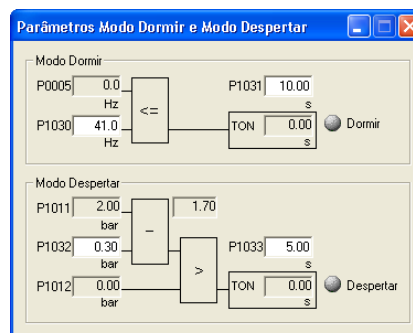 Parâmetros Modo Dormir e Modo Despertar
Modo Dormir
P0005 0.0 Hz
<=
P1031 10.00 s
P1030 41.0 Hz
TON 0.00 s
Dormir
Modo Despertar
P1011 2.00 bar
−
1.70
P1032 0.30 bar
>
P1033 5.00 s
P1012 0.00 bar
TON 0.00 s
Despertar